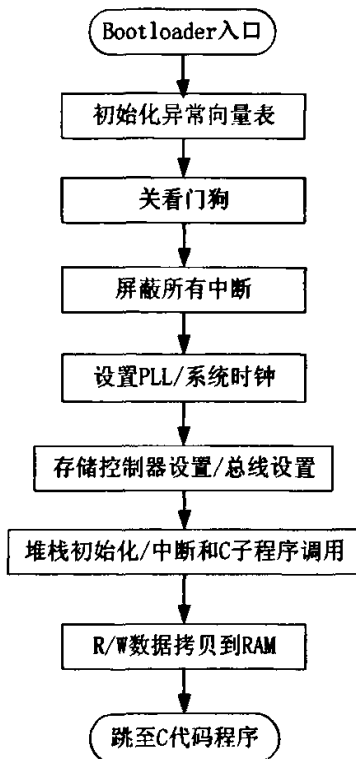 Bootloader入口
初始化异常向量表
关看门狗
屏蔽所有中断
设置PLL/系统时钟
存储控制器设置/总线设置
堆栈初始化/中断和C子程序调用
R/W数据拷贝到RAM
跳至C代码程序